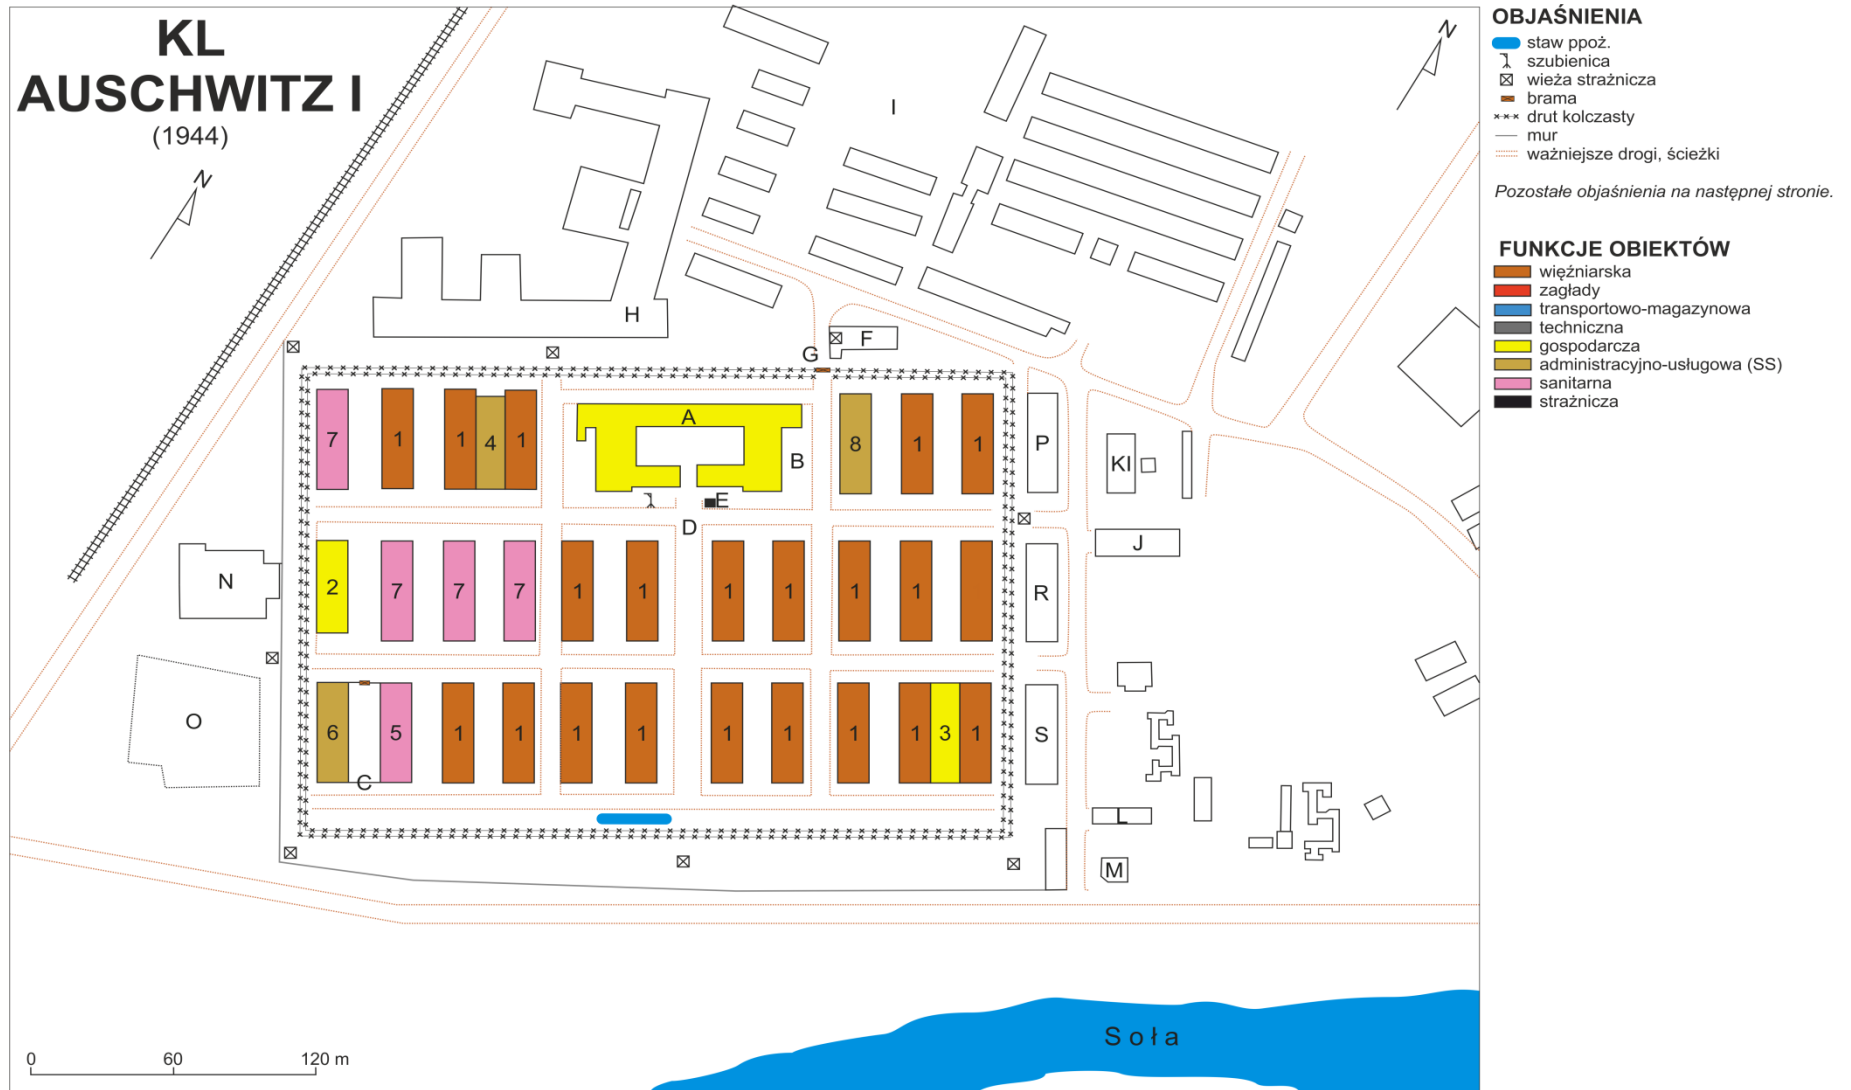 KL
AUSCHWITZ I
(1944)
N
N
I
H
G
F
A
B
E
D
C
7
1
1
4
1
8
1
1
P
KI
J
2
7
7
7
1
1
1
1
1
1
R
N
O
6
5
1
1
1
1
1
1
1
1
3
1
S
L
M
Soła
0 60 120 m
OBJAŚNIENIA
staw ppoż.
szubienica
wieża strażnicza
brama
drut kolczasty
mur
ważniejsze drogi, ścieżki
Pozostałe objaśnienia na następnej stronie.
FUNKCJE OBIEKTÓW
więźniarska
zagłady
transportowo-magazynowa
techniczna
gospodarcza
administracyjno-usługowa (SS)
sanitarna
strażnicza